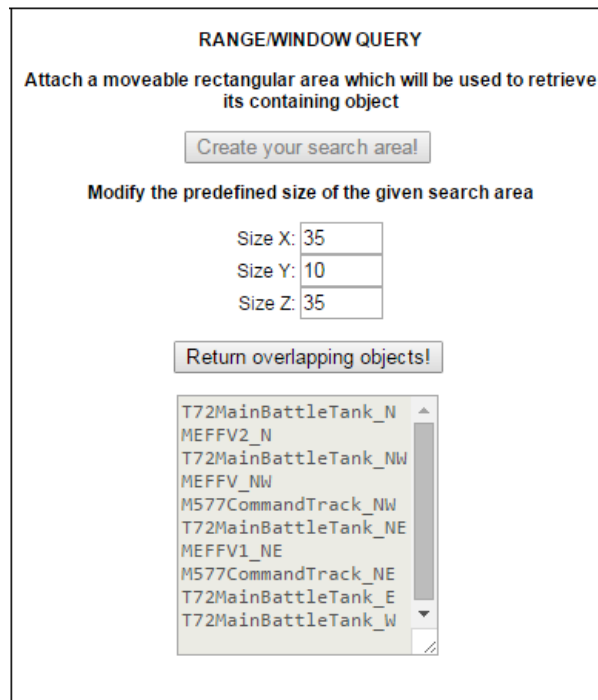 RANGE/WINDOW QUERY
Attach a moveable rectangular area which will be used to retrieve
its containing object
Create your search area!
Modify the predefined size of the given search area
Size X: 35
Size Y: 10
Size Z: 35
Return overlapping objects!
T72MainBattleTank_N
MEFFV2_N
T72MainBattleTank_NW
MEFFV_NW
M577CommandTrack_NW
T72MainBattleTank_NE
MEFFV1_NE
M577CommandTrack_NE
T72MainBattleTank_E
T72MainBattleTank_W